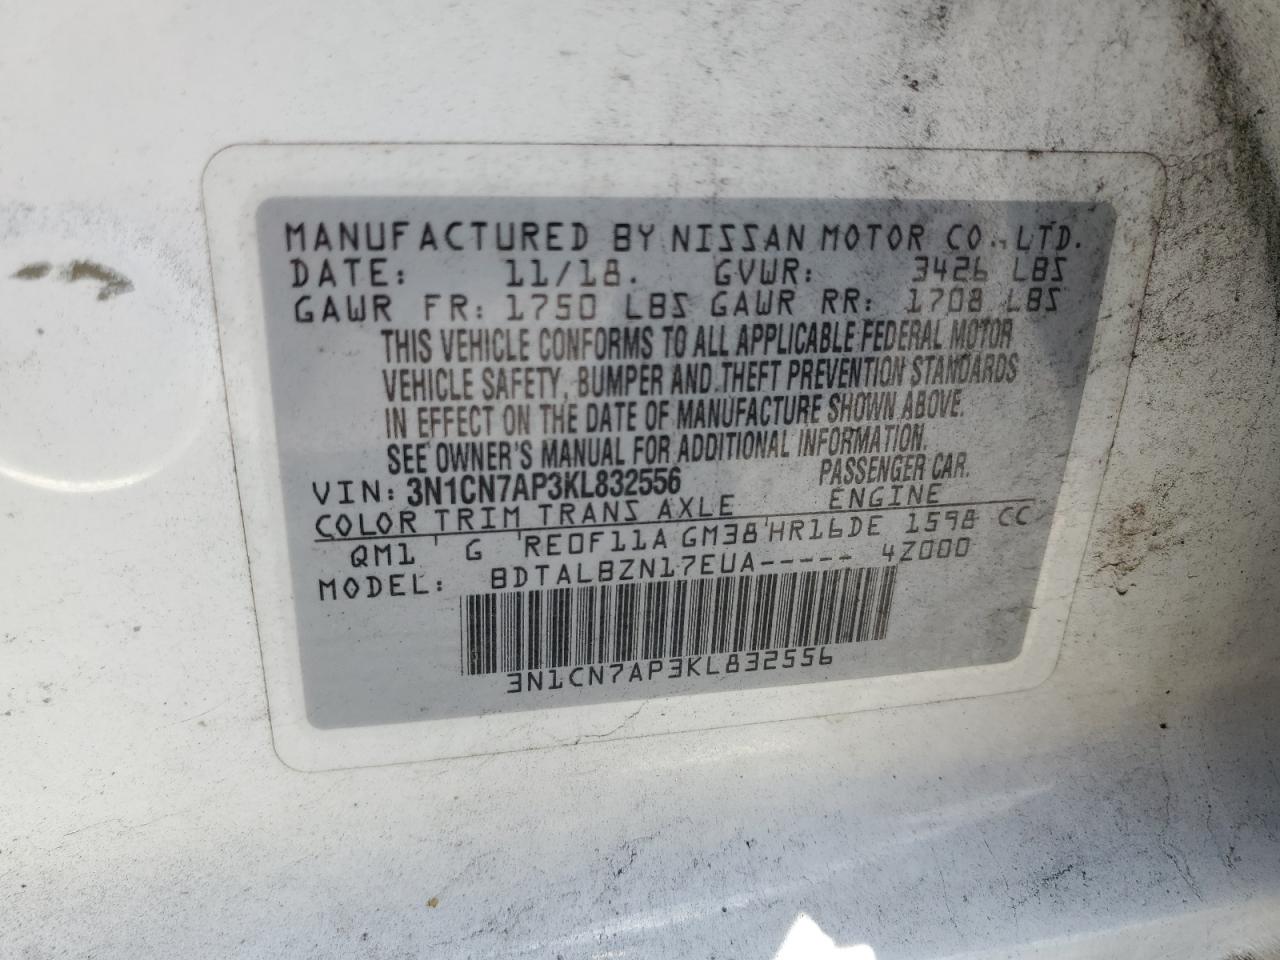 MANUFACTURED BY NISSAN MOTOR CO., LTD.
DATE: 11/18. GVWR: 3426 LBS
GAWR FR: 1750 LBS GAWR RR: 1708 LBS
THIS VEHICLE CONFORMS TO ALL APPLICABLE FEDERAL MOTOR
VEHICLE SAFETY, BUMPER AND THEFT PREVENTION STANDARDS
IN EFFECT ON THE DATE OF MANUFACTURE SHOWN ABOVE.
SEE OWNER'S MANUAL FOR ADDITIONAL INFORMATION.
VIN: 3N1CN7AP3KL832556 PASSENGER CAR.
COLOR TRIM TRANS AXLE ENGINE
QM1 G RE0F11A GM38 HR16DE 1598 CC
MODEL: BDTALBZN17EUA----- 4Z000
3N1CN7AP3KL832556